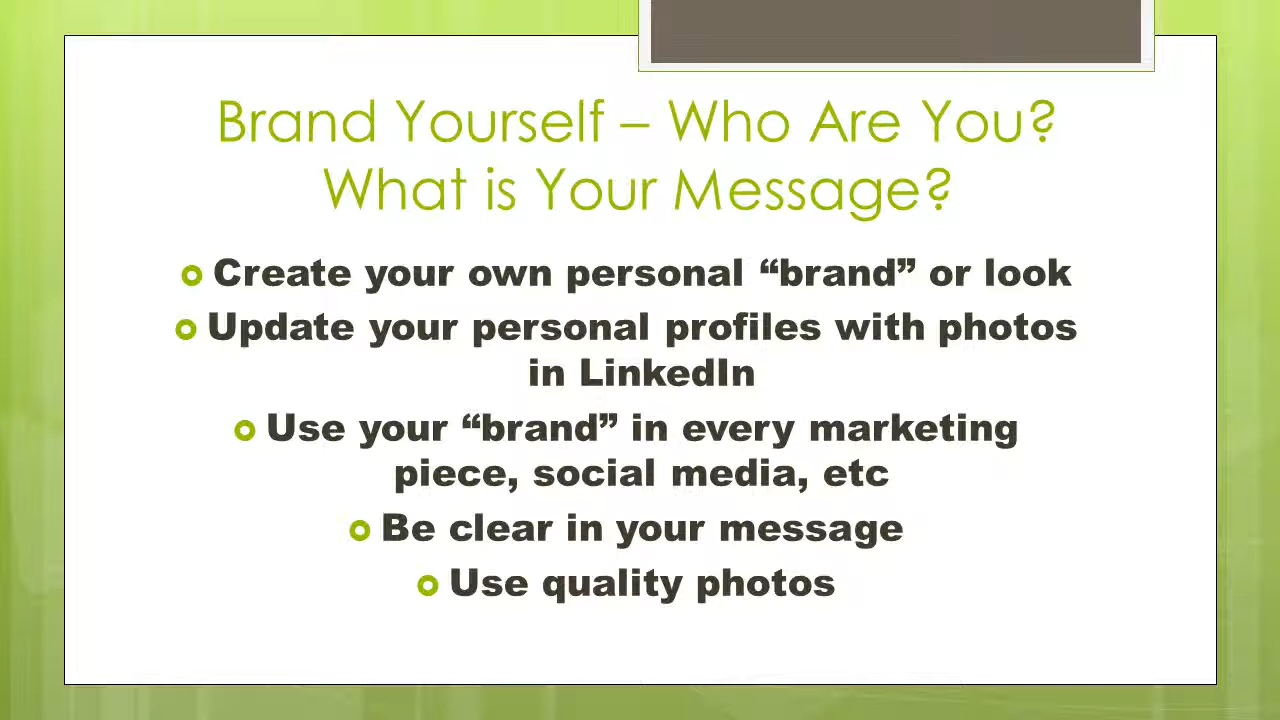 Brand Yourself – Who Are You?
What is Your Message?
Create your own personal “brand” or look
Update your personal profiles with photos
in LinkedIn
Use your “brand” in every marketing
piece, social media, etc
Be clear in your message
Use quality photos